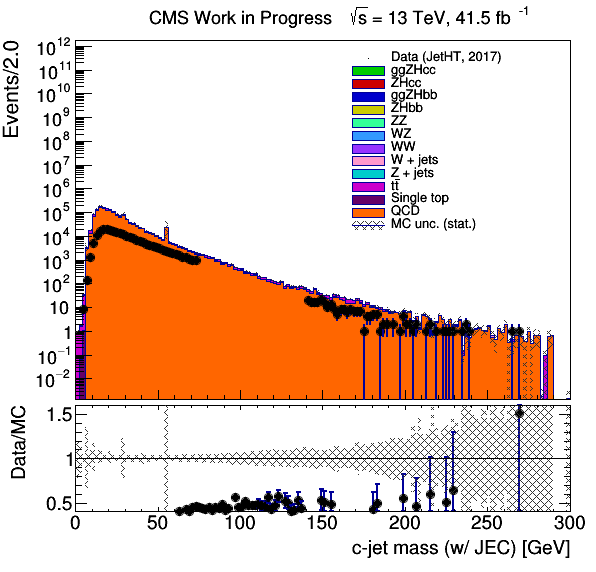 CMS Work in Progress √s = 13 TeV, 41.5 fb⁻¹
Events/2.0
10¹²
10¹¹
10¹⁰
10⁹
10⁸
10⁷
10⁶
10⁵
10⁴
10³
10²
10
1
10⁻¹
10⁻²
Data (JetHT, 2017)
ggZHcc
ZHcc
ggZHbb
ZHbb
ZZ
WZ
WW
W + jets
Z + jets
tt̄
Single top
QCD
MC unc. (stat.)
Data/MC
1.5
1
0.5
0 50 100 150 200 250 300
c-jet mass (w/ JEC) [GeV]